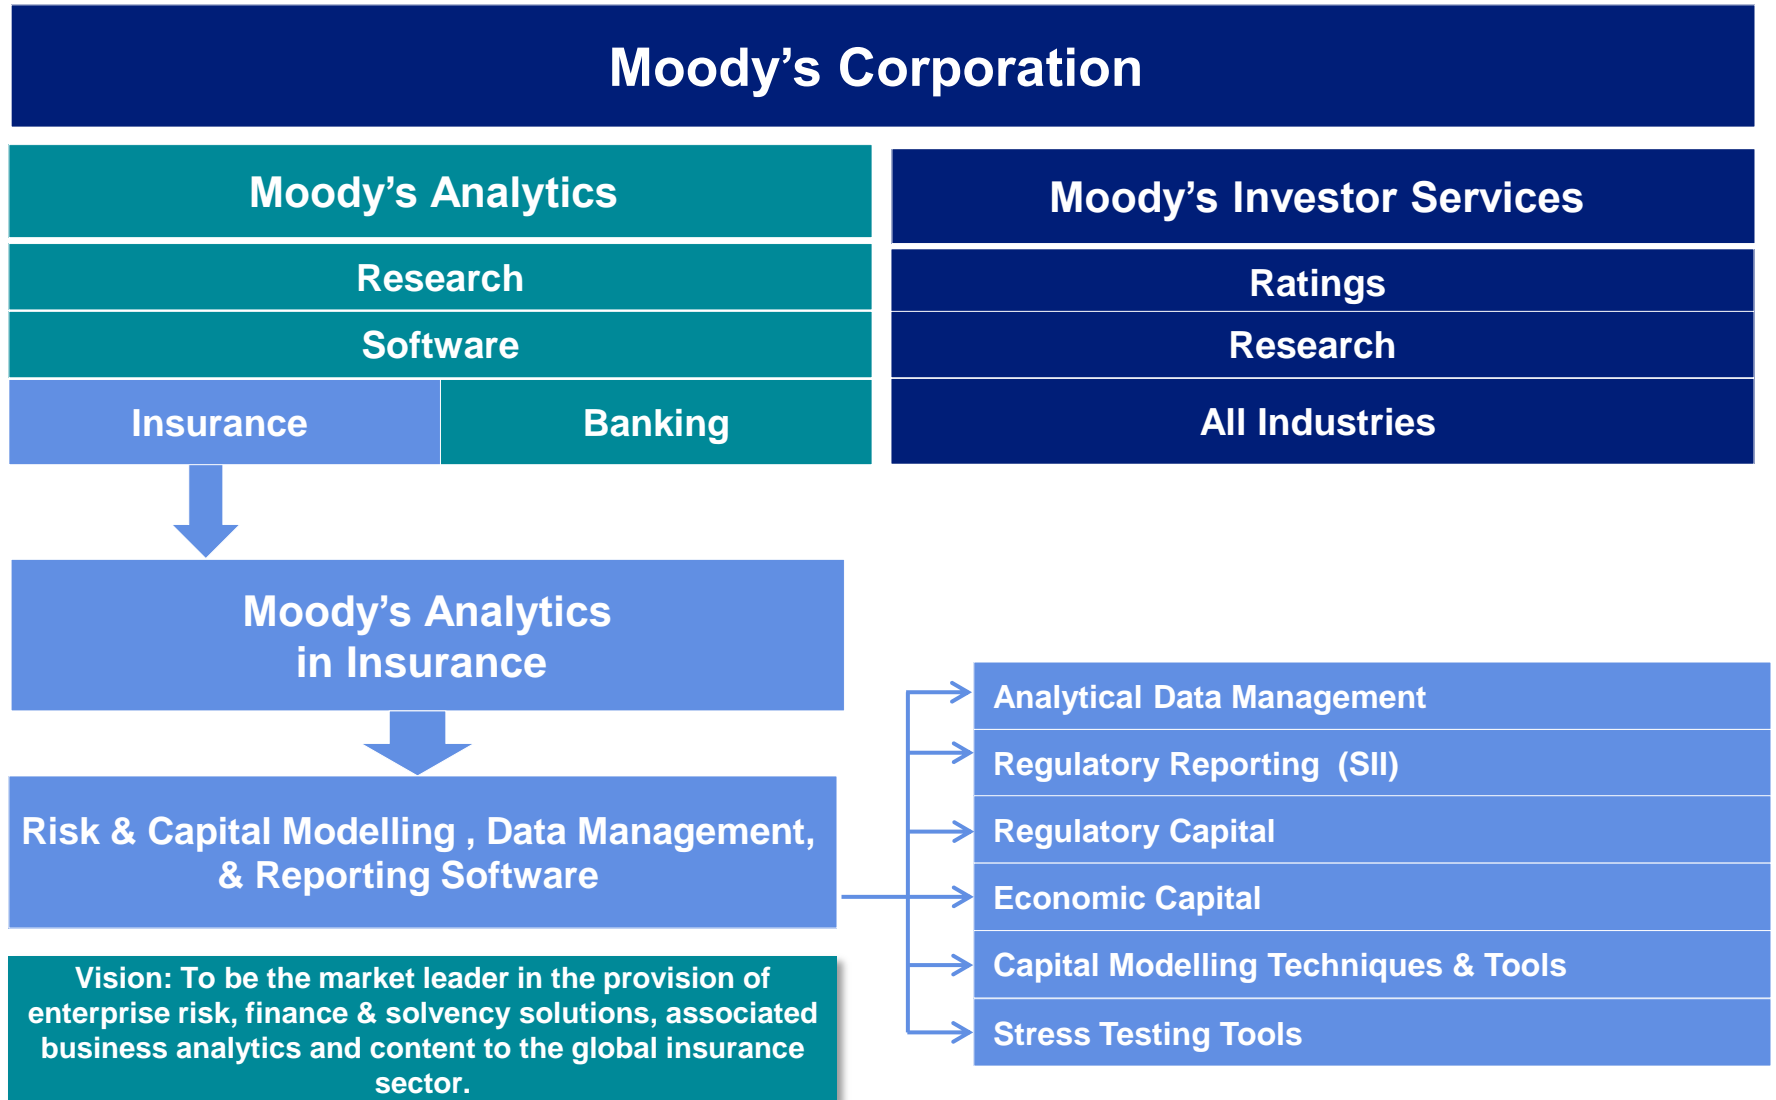 Moody’s Corporation
Moody’s Analytics
Research
Software
Insurance
Banking
Moody’s Investor Services
Ratings
Research
All Industries
Moody’s Analytics
in Insurance
Risk & Capital Modelling , Data Management,
& Reporting Software
Vision: To be the market leader in the provision of
enterprise risk, finance & solvency solutions, associated
business analytics and content to the global insurance
sector.
Analytical Data Management
Regulatory Reporting  (SII)
Regulatory Capital
Economic Capital
Capital Modelling Techniques & Tools
Stress Testing Tools